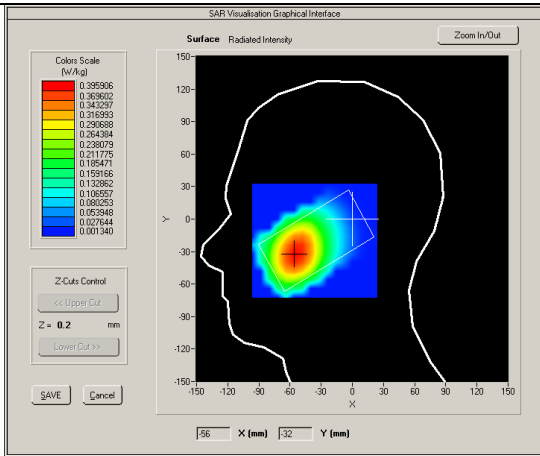 SAR Visualisation Graphical Interface
Surface Radiated Intensity
Zoom In/Out
Colors Scale
(W/kg)
0.395906
0.369602
0.343297
0.316993
0.290688
0.264384
0.238079
0.211775
0.185471
0.159166
0.132862
0.106557
0.080253
0.053948
0.027644
0.001340
Z-Cuts Control
<< Upper Cut
Z = 0.2 mm
Lower Cut >>
SAVE Cancel
150
120
90
60
30
0
-30
-60
-90
-120
-150
Y
-150 -120 -90 -60 -30 0 30 60 90 120 150
X
-56 X (mm) -32 Y (mm)